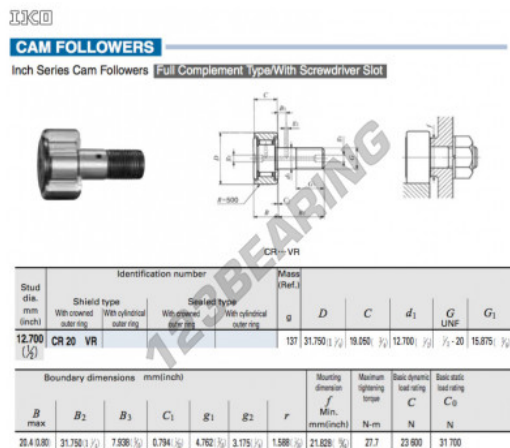 IKO
CAM FOLLOWERS
Inch Series Cam Followers Full Complement Type/With Screwdriver Slot
C
D
R=500
B
CR···VR
123BEARING
Stud dia. mm (inch)
Identification number
Mass (Ref.) g
Shield type
Sealed type
With crowned outer ring
With cylindrical outer ring
With crowned outer ring
With cylindrical outer ring
D
C
d1
G UNF
G1
12.700 (½)
CR 20 VR
137
31.750
19.050
12.700
½ - 20
15.875
Boundary dimensions mm(inch)
Mounting dimension f Min. mm(inch)
Maximum tightening torque N-m
Basic dynamic load rating C N
Basic static load rating C0 N
B max
B2
B3
C1
g1
g2
r
20.4(0.80)
31.750
7.938
0.794
4.762
3.175
1.588
21.828
27.7
23 600
31 700